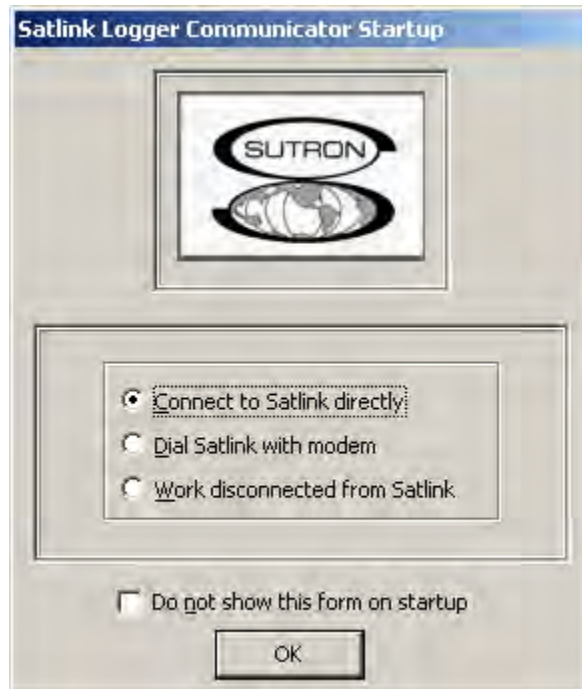 Satlink Logger Communicator Startup
SUTRON
Connect to Satlink directly
Dial Satlink with modem
Work disconnected from Satlink
Do not show this form on startup
OK